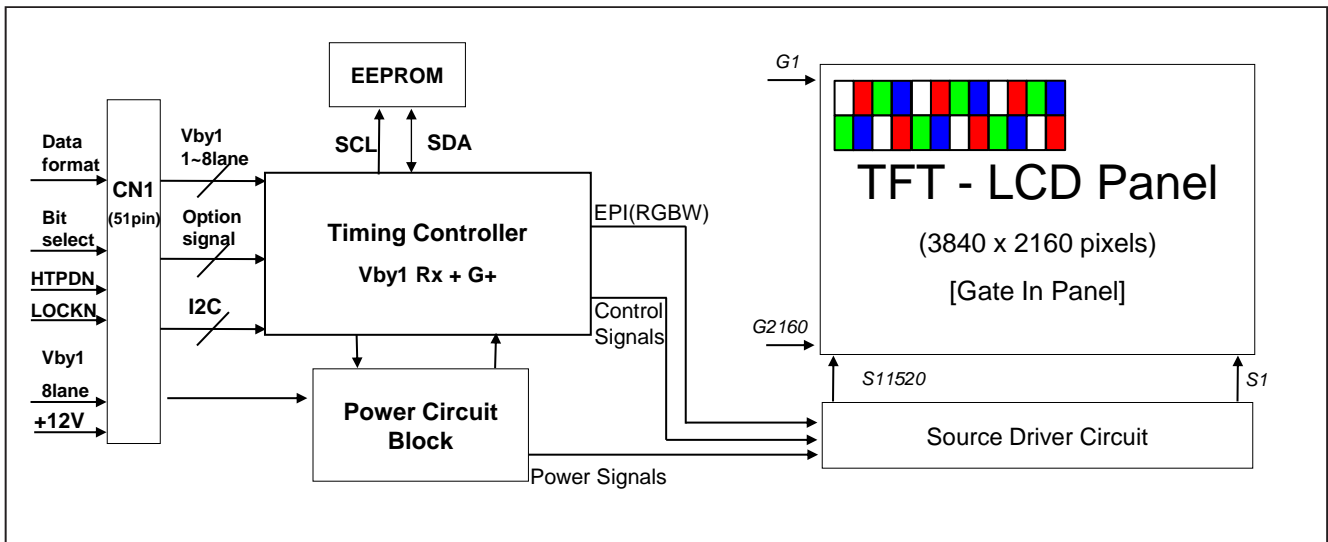 EEPROM
SCL
SDA
Data
format
Bit
select
HTPDN
LOCKN
Vby1
8lane
+12V
CN1
(51pin)
Vby1
1~8lane
Option
signal
I2C
Timing Controller
Vby1 Rx + G+
Power Circuit
Block
EPI(RGBW)
Control
Signals
Power Signals
G1
G2160
TFT - LCD Panel
(3840 x 2160 pixels)
[Gate In Panel]
S11520
S1
Source Driver Circuit